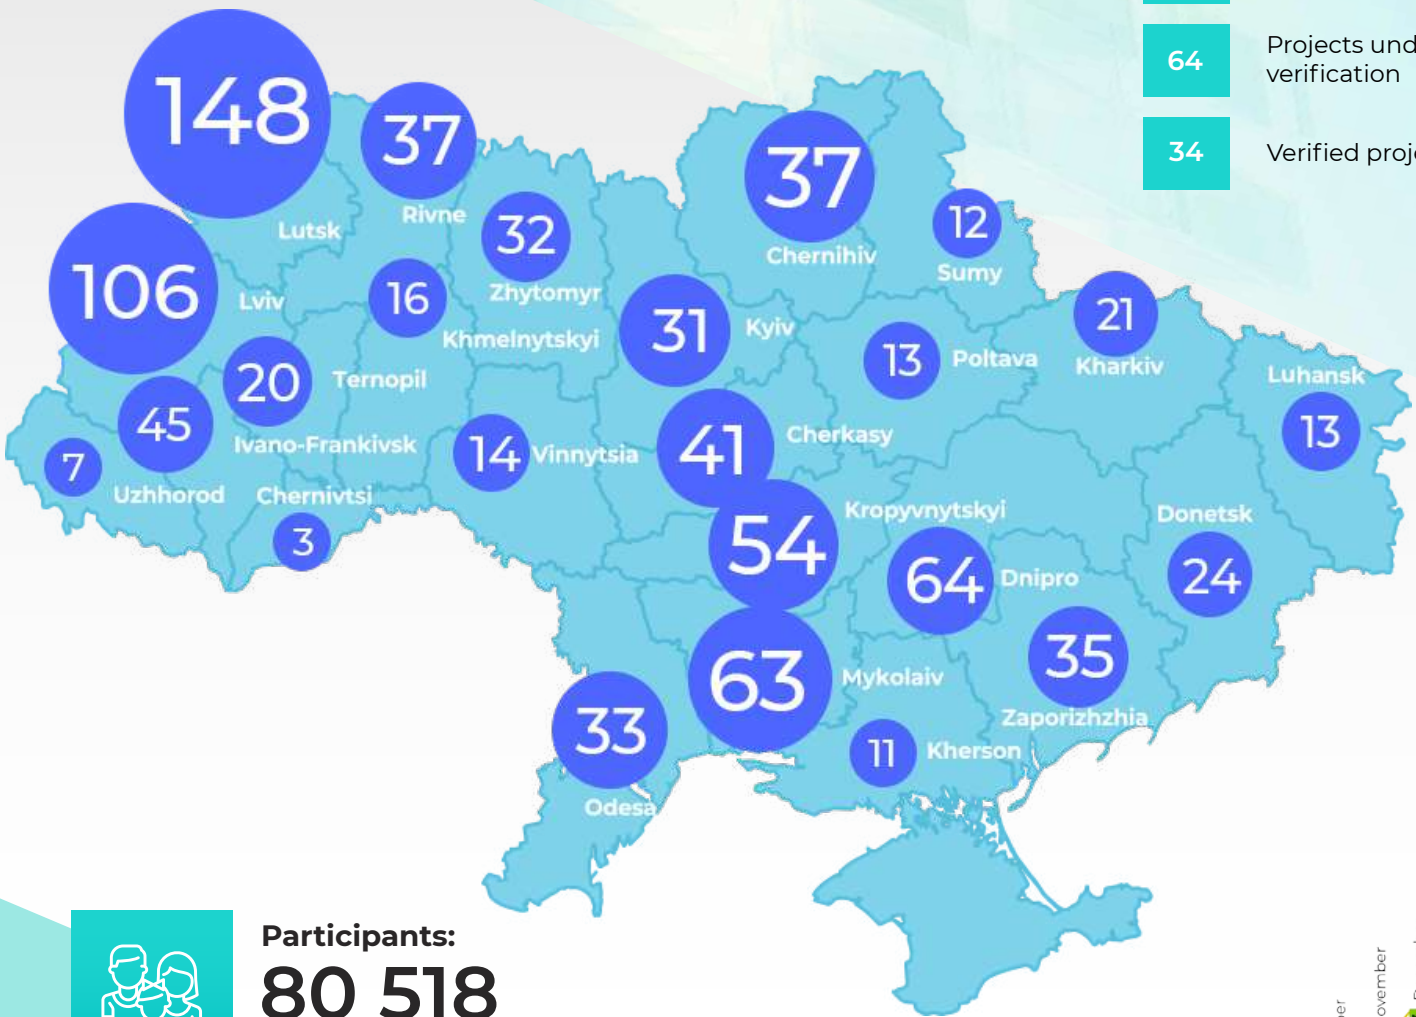 64
Projects und
verification
34
Verified proje
148
37
Rivne
Lutsk
32
Zhytomyr
37
Chernihiv
12
Sumy
106
Lviv
16
Khmelnytskyi
31
Kyiv
13
Poltava
21
Kharkiv
Luhansk
13
20
Ternopil
45
Ivano-Frankivsk
7
Uzhhorod
Chernivtsi
3
14
Vinnytsia
41
Cherkasy
54
Kropyvnytskyi
64
Dnipro
Donetsk
24
63
Mykolaiv
35
Zaporizhzhia
33
Odesa
11
Kherson
Participants:
80 518
ovember